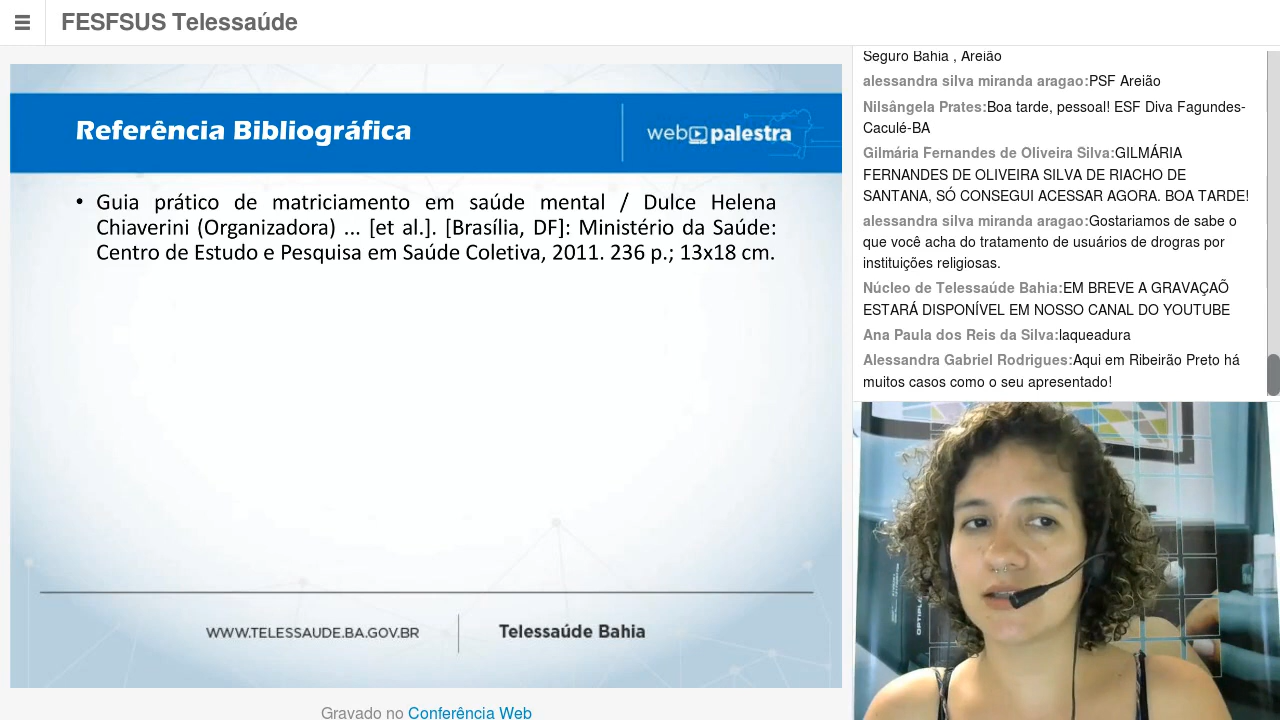 FESFSUS Telessaúde
Referência Bibliográfica
web palestra
• Guia prático de matriciamento em saúde mental / Dulce Helena
Chiaverini (Organizadora) ... [et al.]. [Brasília, DF]: Ministério da Saúde:
Centro de Estudo e Pesquisa em Saúde Coletiva, 2011. 236 p.; 13x18 cm.
WWW.TELESSAUDE.BA.GOV.BR
Telessaúde Bahia
Gravado no Conferência Web
Seguro Bahia , Areião
alessandra silva miranda aragao:PSF Areião
Nilsângela Prates:Boa tarde, pessoal! ESF Diva Fagundes-
Caculé-BA
Gilmária Fernandes de Oliveira Silva:GILMÁRIA
FERNANDES DE OLIVEIRA SILVA DE RIACHO DE
SANTANA, SÓ CONSEGUI ACESSAR AGORA. BOA TARDE!
alessandra silva miranda aragao:Gostariamos de sabe o
que você acha do tratamento de usuários de drogras por
instituições religiosas.
Núcleo de Telessaúde Bahia:EM BREVE A GRAVAÇAÕ
ESTARÁ DISPONÍVEL EM NOSSO CANAL DO YOUTUBE
Ana Paula dos Reis da Silva:laqueadura
Alessandra Gabriel Rodrigues:Aqui em Ribeirão Preto há
muitos casos como o seu apresentado!